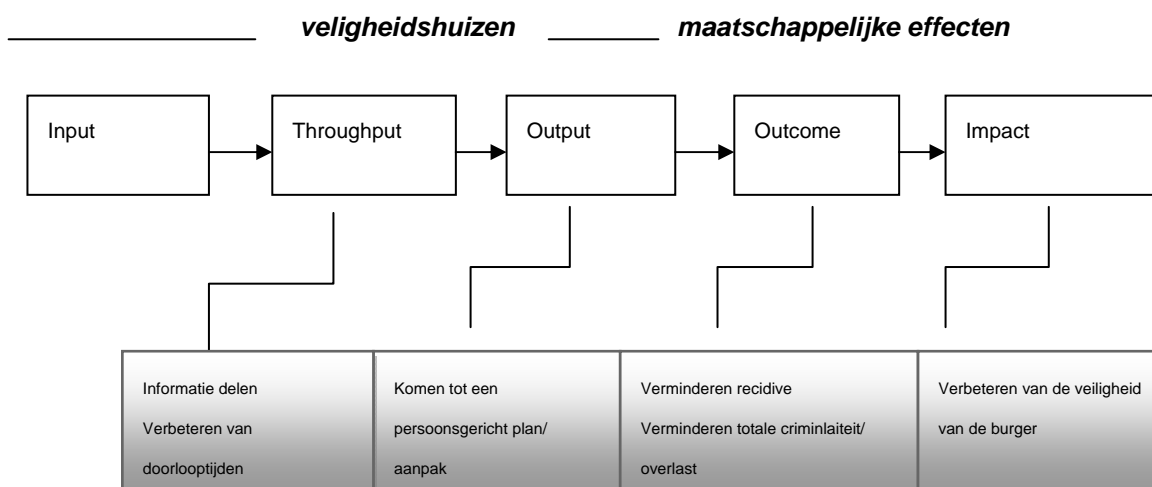 veligheidshuizen maatschappelijke effecten
Input
Throughput
Output
Outcome
Impact
Informatie delen
Verbeteren van
doorlooptijden
Komen tot een
persoonsgericht plan/
aanpak
Verminderen recidive
Verminderen totale criminlaiteit/
overlast
Verbeteren van de veiligheid
van de burger